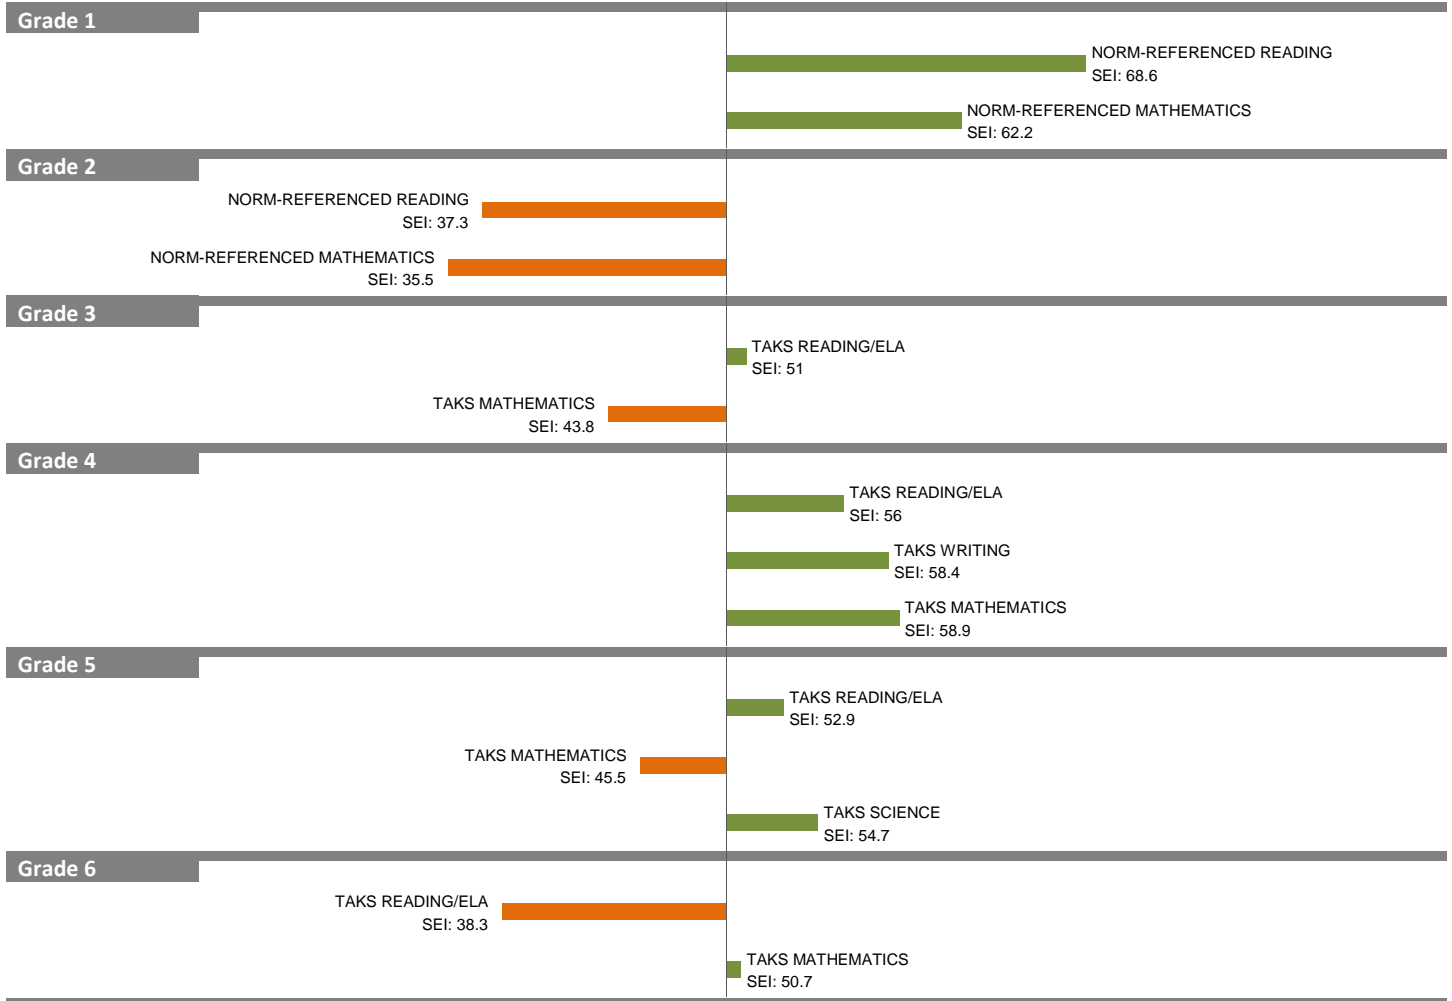 Grade 1
NORM-REFERENCED READING
SEI: 68.6
NORM-REFERENCED MATHEMATICS
SEI: 62.2
Grade 2
NORM-REFERENCED READING
SEI: 37.3
NORM-REFERENCED MATHEMATICS
SEI: 35.5
Grade 3
TAKS READING/ELA
SEI: 51
TAKS MATHEMATICS
SEI: 43.8
Grade 4
TAKS READING/ELA
SEI: 56
TAKS WRITING
SEI: 58.4
TAKS MATHEMATICS
SEI: 58.9
Grade 5
TAKS READING/ELA
SEI: 52.9
TAKS MATHEMATICS
SEI: 45.5
TAKS SCIENCE
SEI: 54.7
Grade 6
TAKS READING/ELA
SEI: 38.3
TAKS MATHEMATICS
SEI: 50.7